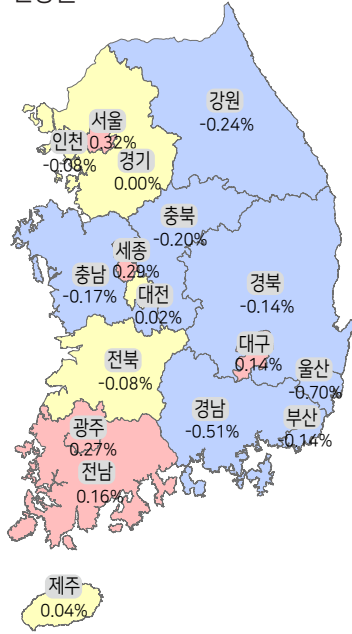 강원
-0.24%
서울
0.32%
인천
-0.08%
경기
0.00%
충북
-0.20%
세종
0.29%
충남
-0.17%
대전
0.02%
경북
-0.14%
대구
0.14%
울산
-0.70%
전북
-0.08%
경남
-0.51%
부산
-0.14%
광주
0.27%
전남
0.16%
제주
0.04%